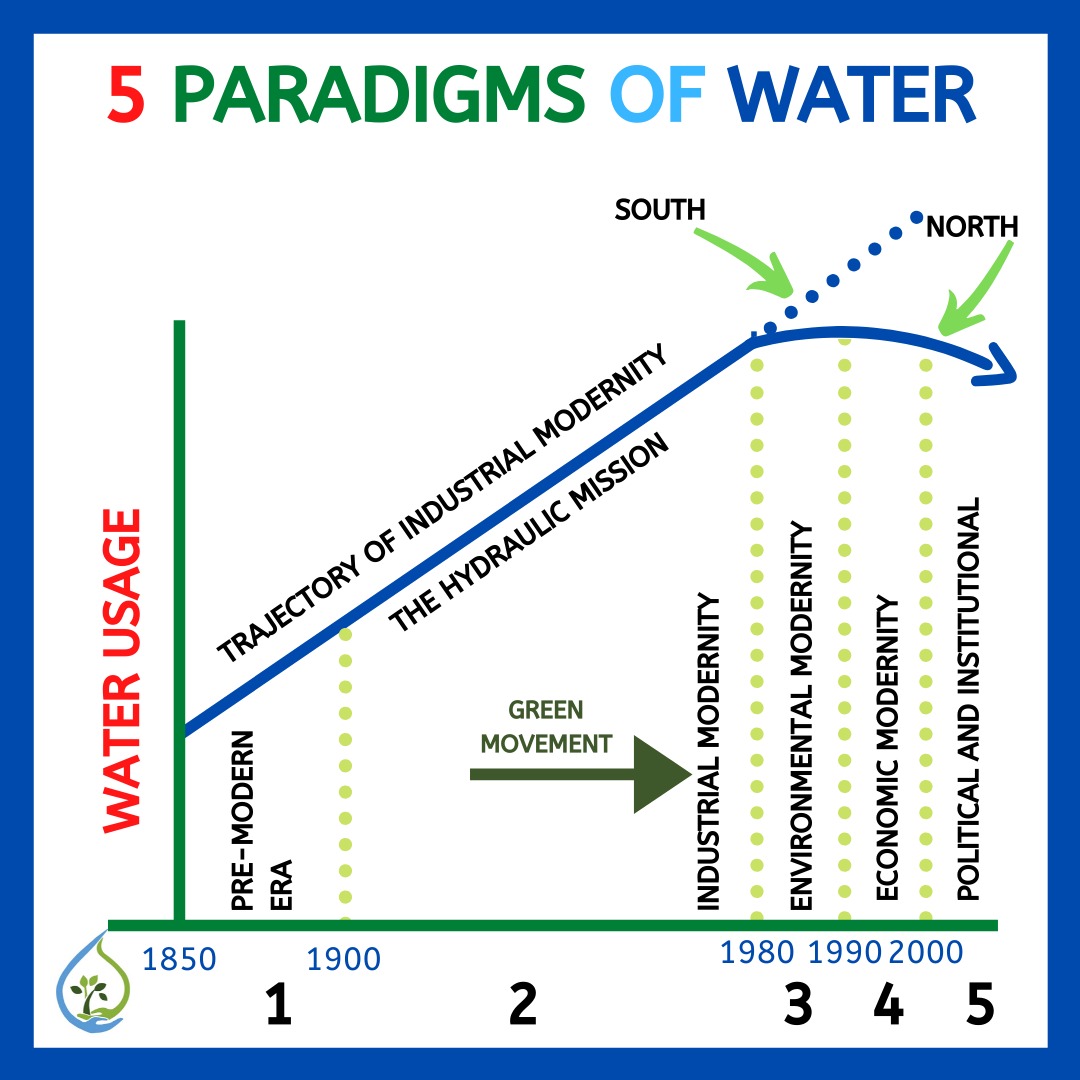 5 PARADIGMS OF WATER
SOUTH
NORTH
TRAJECTORY OF INDUSTRIAL MODERNITY
THE HYDRAULIC MISSION
WATER USAGE
PRE-MODERN
ERA
GREEN
MOVEMENT
INDUSTRIAL MODERNITY
ENVIRONMENTAL MODERNITY
ECONOMIC MODERNITY
POLITICAL AND INSTITUTIONAL
1850 1900 1980 1990 2000
1 2 3 4 5